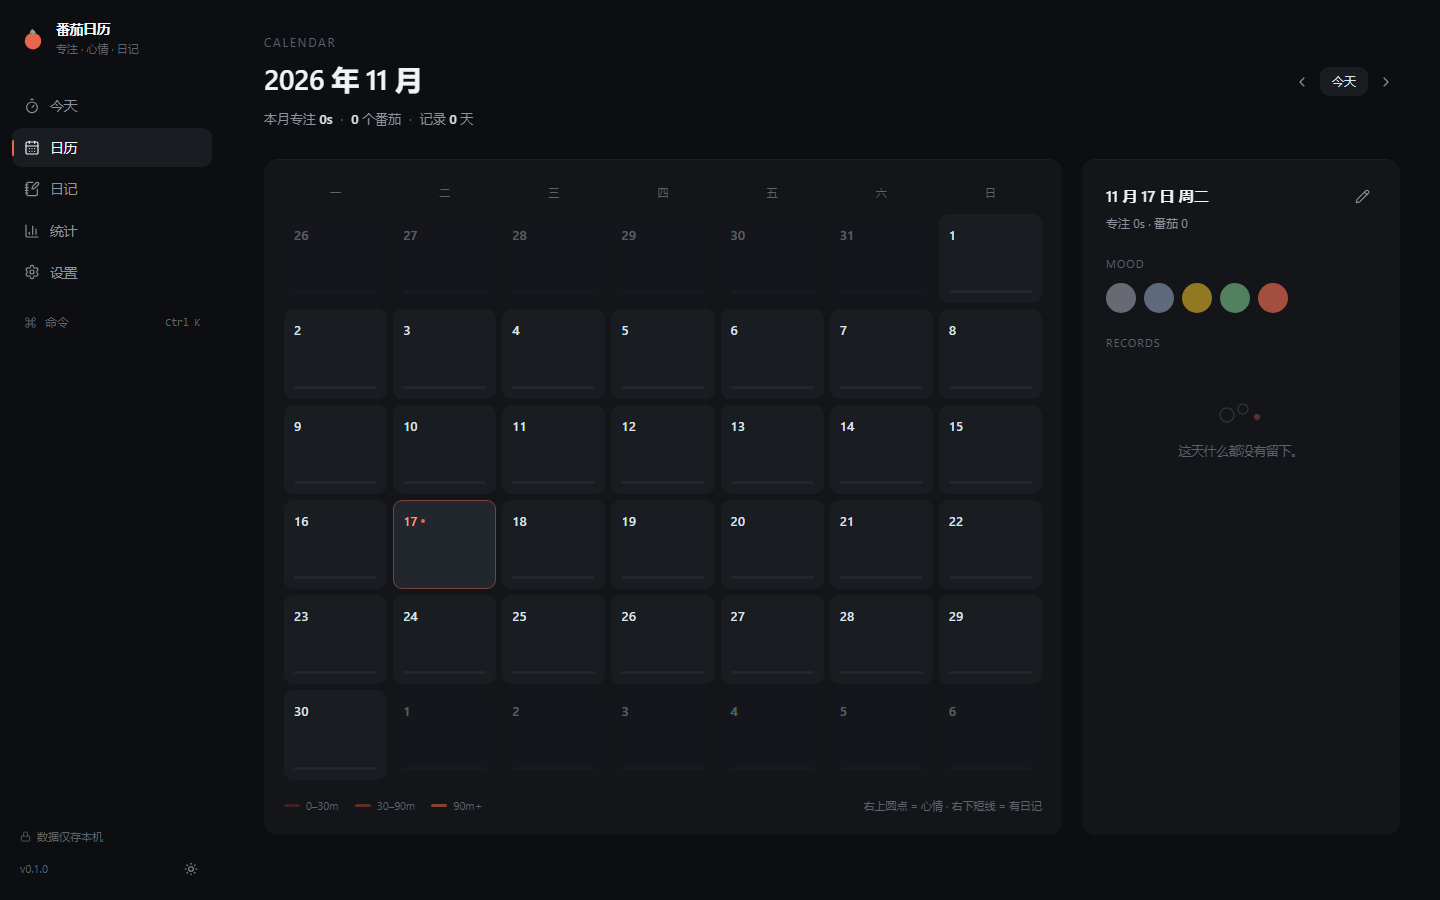 番茄日历
专注 · 心情 · 日记
今天
日历
日记
统计
设置
命令 Ctrl K
数据仅存本机
v0.1.0
CALENDAR
2026 年 11 月
本月专注 0s · 0 个番茄 · 记录 0 天
今天
一 二 三 四 五 六 日
26 27 28 29 30 31 1
2 3 4 5 6 7 8
9 10 11 12 13 14 15
16 17 18 19 20 21 22
23 24 25 26 27 28 29
30 1 2 3 4 5 6
0–30m 30–90m 90m+
右上圆点 = 心情 · 右下短线 = 有日记
11 月 17 日 周二
专注 0s · 番茄 0
MOOD
RECORDS
这天什么都没有留下。